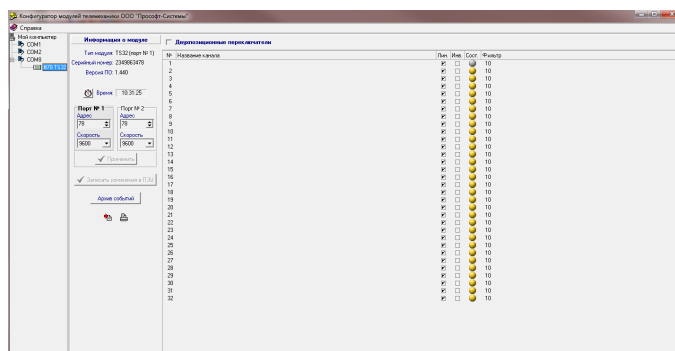 Конфигуратор модулей телемеханики ООО "Прософт-Системы"
Справка
Мой компьютер
COM1
COM2
COM9
N78 TS32
Информация о модуле
Тип модуля: TS32 (порт № 1)
Серийный номер: 2349863478
Версия ПО: 1.440
Время: 10:31:25
Порт № 1 Порт № 2
Адрес Адрес
78 78
Скорость Скорость
9600 9600
Применить
Записать изменения в ПЗУ
Архив событий
Двухпозиционные переключатели
№ Название канала Лин. Инв. Сост. Фильтр
1 10
2 10
3 10
4 10
5 10
6 10
7 10
8 10
9 10
10 10
11 10
12 10
13 10
14 10
15 10
16 10
17 10
18 10
19 10
20 10
21 10
22 10
23 10
24 10
25 10
26 10
27 10
28 10
29 10
30 10
31 10
32 10